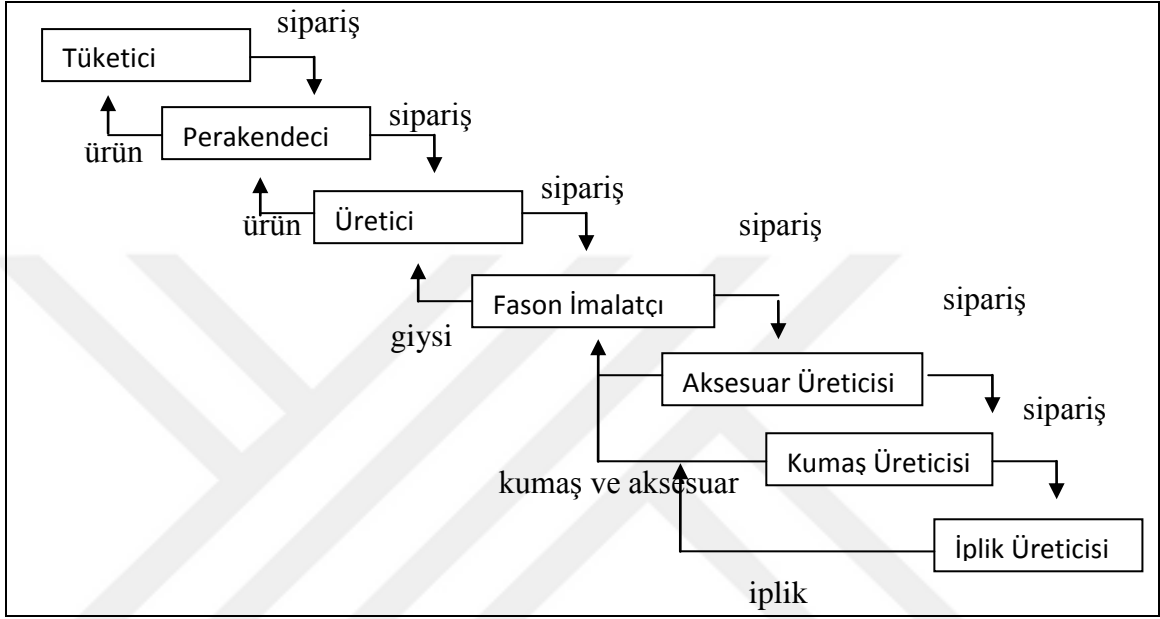 sipariş
Tüketici
sipariş
Perakendeci
ürün
sipariş
Üretici
ürün
sipariş
Fason İmalatçı
giysi
sipariş
Aksesuar Üreticisi
sipariş
Kumaş Üreticisi
kumaş ve aksesuar
İplik Üreticisi
iplik